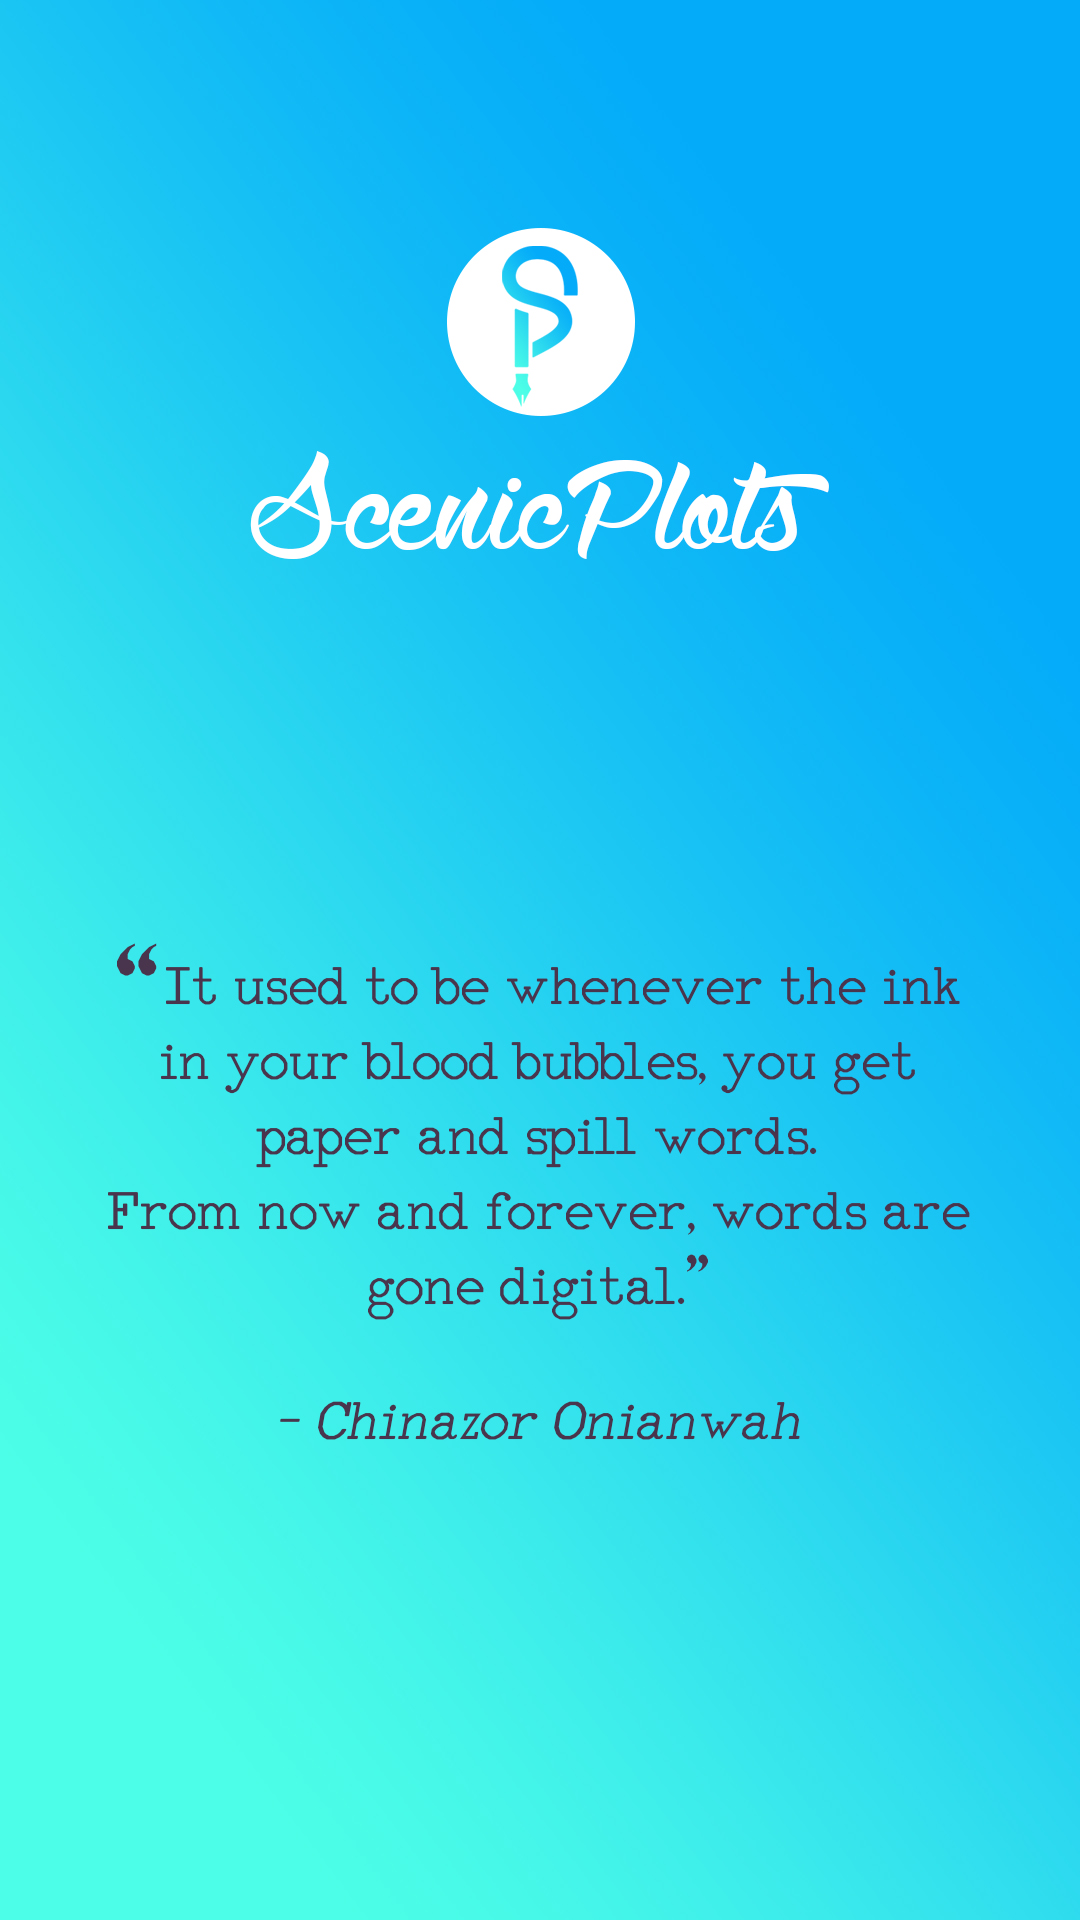 ScenicPlots
“It used to be whenever the ink
in your blood bubbles, you get
paper and spill words.
From now and forever, words are
gone digital.”
- Chinazor Onianwah